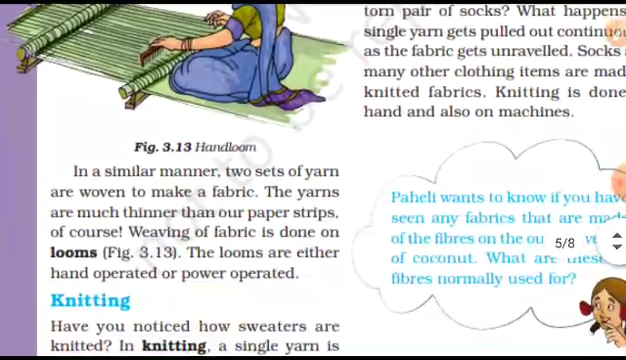 Fig. 3.13 Handloom
In a similar manner, two sets of yarn
are woven to make a fabric. The yarns
are much thinner than our paper strips,
of course! Weaving of fabric is done on
looms (Fig. 3.13). The looms are either
hand operated or power operated.
Knitting
Have you noticed how sweaters are
knitted? In knitting, a single yarn is
torn pair of socks? What happens
single yarn gets pulled out
as the fabric gets unravelled. Socks
many other clothing items are
knitted fabrics. Knitting is done
hand and also on machines.
Paheli wants to know if you
seen any fabrics that are
of the fibres on the
of coconut. What are
fibres normally used for?
5/8
not to be